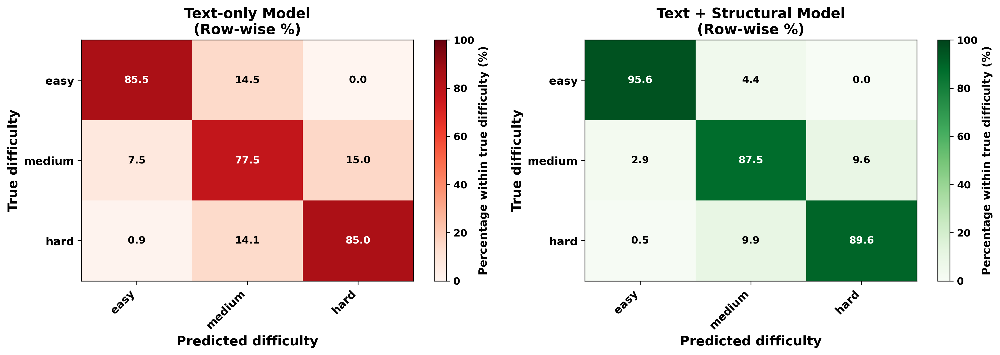 Text-only Model
(Row-wise %)
easy
85.5
14.5
0.0
medium
7.5
77.5
15.0
hard
0.9
14.1
85.0
True difficulty
easy
medium
hard
Predicted difficulty
100
80
60
40
20
0
Percentage within true difficulty (%)
Text + Structural Model
(Row-wise %)
easy
95.6
4.4
0.0
medium
2.9
87.5
9.6
hard
0.5
9.9
89.6
True difficulty
easy
medium
hard
Predicted difficulty
100
80
60
40
20
0
Percentage within true difficulty (%)